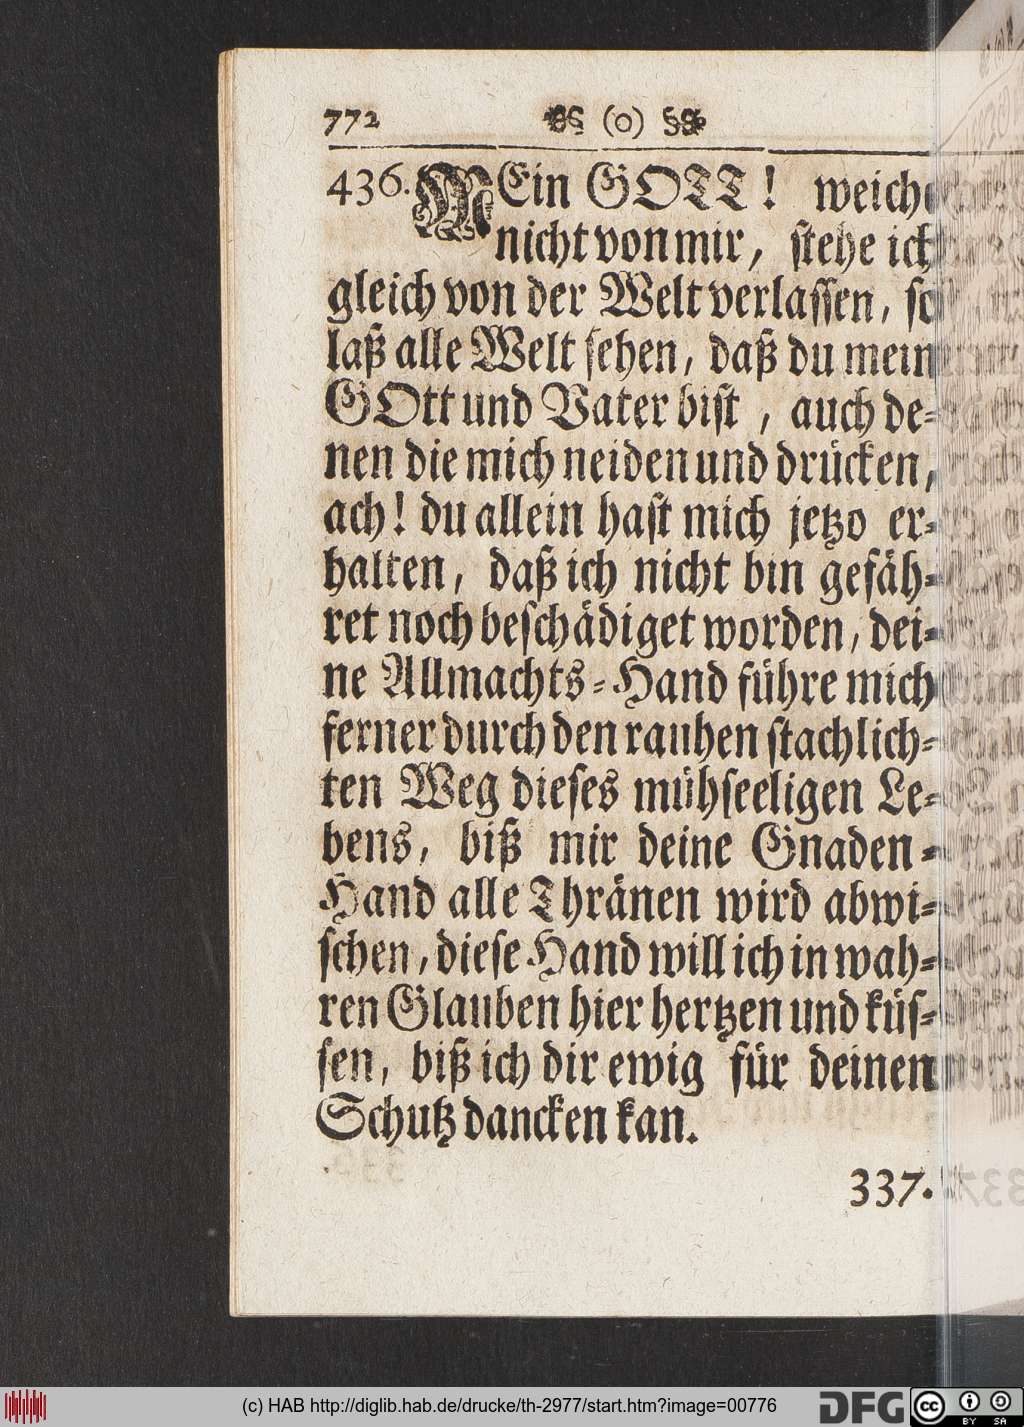 772 (o)
436. MEin GOTT! weiche
nicht von mir, stehe ich
gleich von der Welt verlassen, so
laß alle Welt sehen, daß du mein
GOtt und Vater bist, auch de-
nen die mich neiden und drücken,
ach! du allein hast mich jetzo er-
halten, daß ich nicht bin gefäh-
ret noch beschädiget worden, dei-
ne Allmachts-Hand führe mich
ferner durch den rauhen stachlich-
ten Weg dieses mühseeligen Le-
bens, biß mir deine Gnaden-
Hand alle Thränen wird abwi-
schen, diese Hand will ich in wah-
ren Glauben hier hertzen und küs-
sen, biß ich dir ewig für deinen
Schutz dancken kan.
337.
(c) HAB http://diglib.hab.de/drucke/th-2977/start.htm?image=00776
DFG cc BY SA